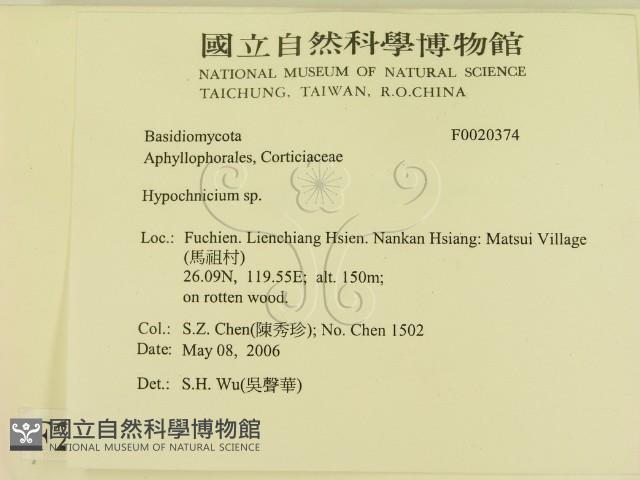 國立自然科學博物館
NATIONAL MUSEUM OF NATURAL SCIENCE
TAICHUNG, TAIWAN, R.O.CHINA
Basidiomycota F0020374
Aphyllophorales, Corticiaceae
Hypochnicium sp.
Loc.: Fuchien. Lienchiang Hsien. Nankan Hsiang: Matsui Village
(馬祖村)
26.09N, 119.55E; alt. 150m;
on rotten wood.
Col.: S.Z. Chen(陳秀珍); No. Chen 1502
Date: May 08, 2006
Det.: S.H. Wu(吳聲華)
國立自然科學博物館
NATIONAL MUSEUM OF NATURAL SCIENCE